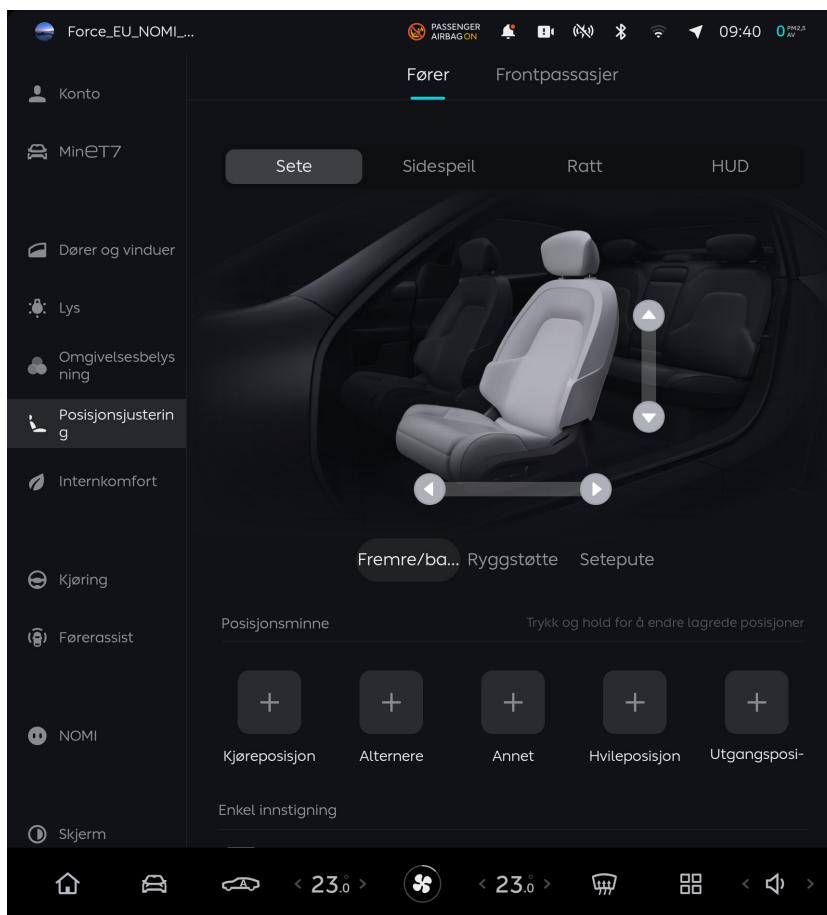 Force_EU_NOMI_...
PASSENGER
AIRBAG ON
09:40
0 PM2,5
AV
Fører
Frontpassasjer
Konto
MinET7
Dører og vinduer
Lys
Omgivelsesbelys
ning
Posisjonsjusterin
g
Internkomfort
Kjøring
Førerassist
NOMI
Skjerm
Sete
Sidespeil
Ratt
HUD
Fremre/ba...
Ryggstøtte
Setepute
Posisjonsminne
Trykk og hold for å endre lagrede posisjoner
Kjøreposisjon
Alternere
Annet
Hvileposisjon
Utgangsposi-
Enkel innstigning
A
< 23.0 >
< 23.0 >